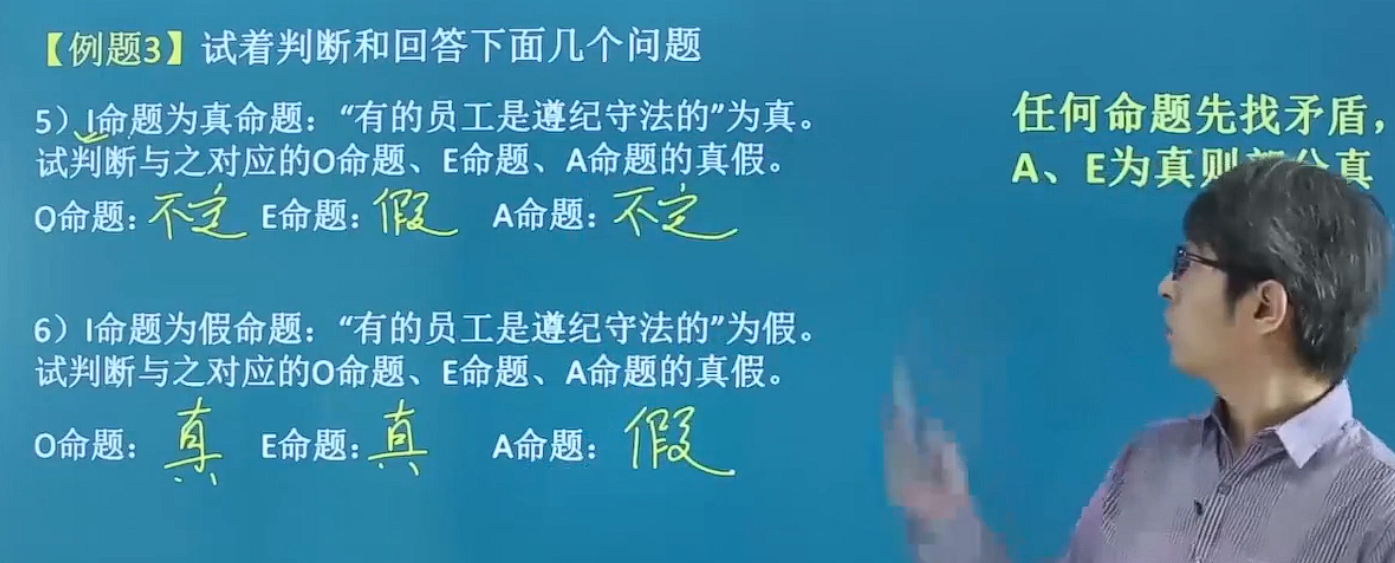 【例题3】试着判断和回答下面几个问题
5）I命题为真命题：“有的员工是遵纪守法的”为真。
试判断与之对应的O命题、E命题、A命题的真假。
O命题：不定 E命题：假 A命题：不定
6）I命题为假命题：“有的员工是遵纪守法的”为假。
试判断与之对应的O命题、E命题、A命题的真假。
O命题：真 E命题：真 A命题：假
任何命题先找矛盾，
A、E为真则部分真